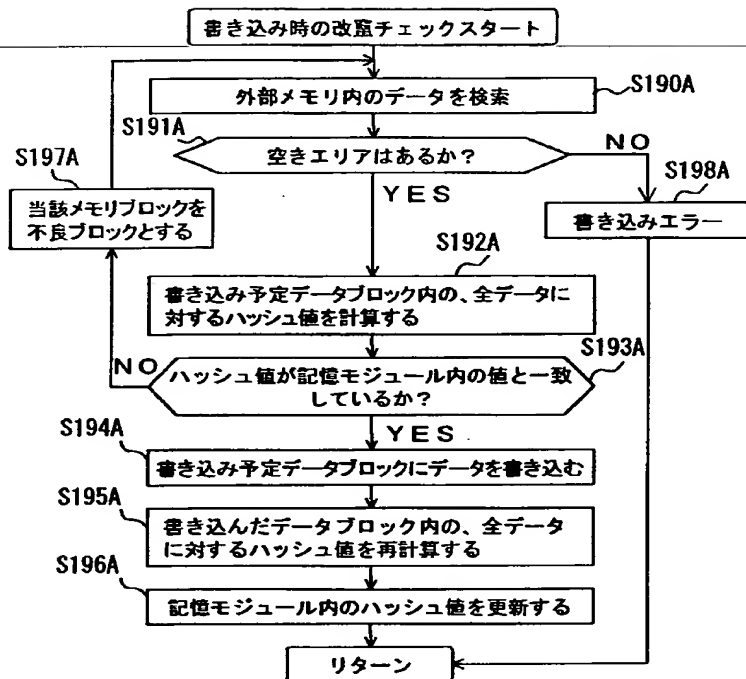 書き込み時の改竄チェックスタート
外部メモリ内のデータを検索
S190A
S191A
空きエリアはあるか?
NO
YES
S197A
当該メモリブロックを
不良ブロックとする
S198A
書き込みエラー
S192A
書き込み予定データブロック内の、全データに
対するハッシュ値を計算する
S193A
NO
ハッシュ値が記憶モジュール内の値と一致
しているか?
YES
S194A
書き込み予定データブロックにデータを書き込む
S195A
書き込んだデータブロック内の、全データ
に対するハッシュ値を再計算する
S196A
記憶モジュール内のハッシュ値を更新する
リターン